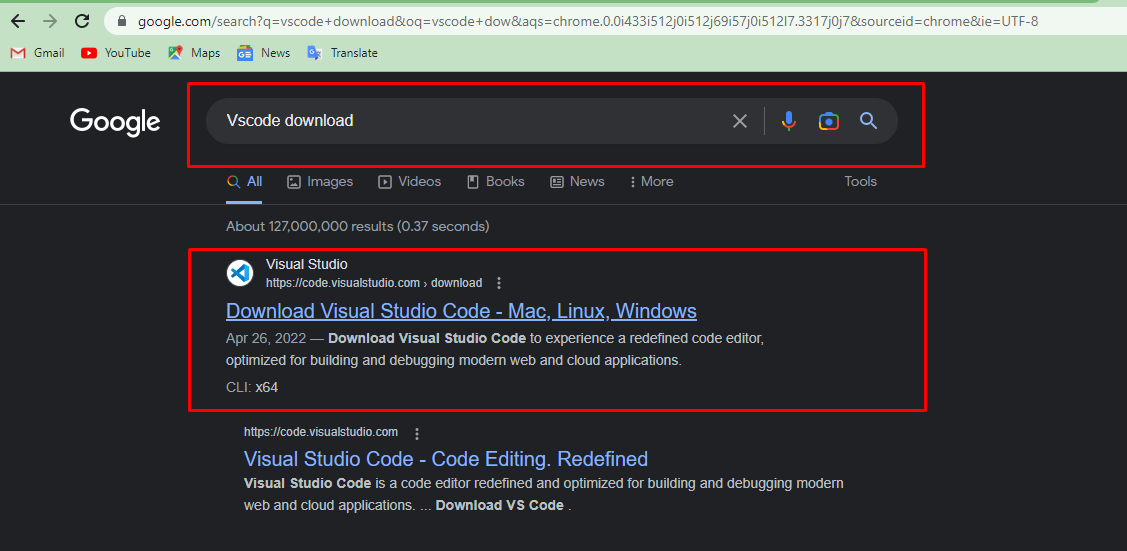 google.com/search?q=vscode+download&oq=vscode+dow&aqs=chrome.0.0i433i512j0i512j69i57j0i512l7.3317j0j7&sourceid=chrome&ie=UTF-8
Gmail YouTube Maps News Translate
Google
Vscode download
All Images Videos Books News More Tools
About 127,000,000 results (0.37 seconds)
Visual Studio
https://code.visualstudio.com › download
Download Visual Studio Code - Mac, Linux, Windows
Apr 26, 2022 — Download Visual Studio Code to experience a redefined code editor,
optimized for building and debugging modern web and cloud applications.
CLI: x64
https://code.visualstudio.com
Visual Studio Code - Code Editing. Redefined
Visual Studio Code is a code editor redefined and optimized for building and debugging modern
web and cloud applications. ... Download VS Code .